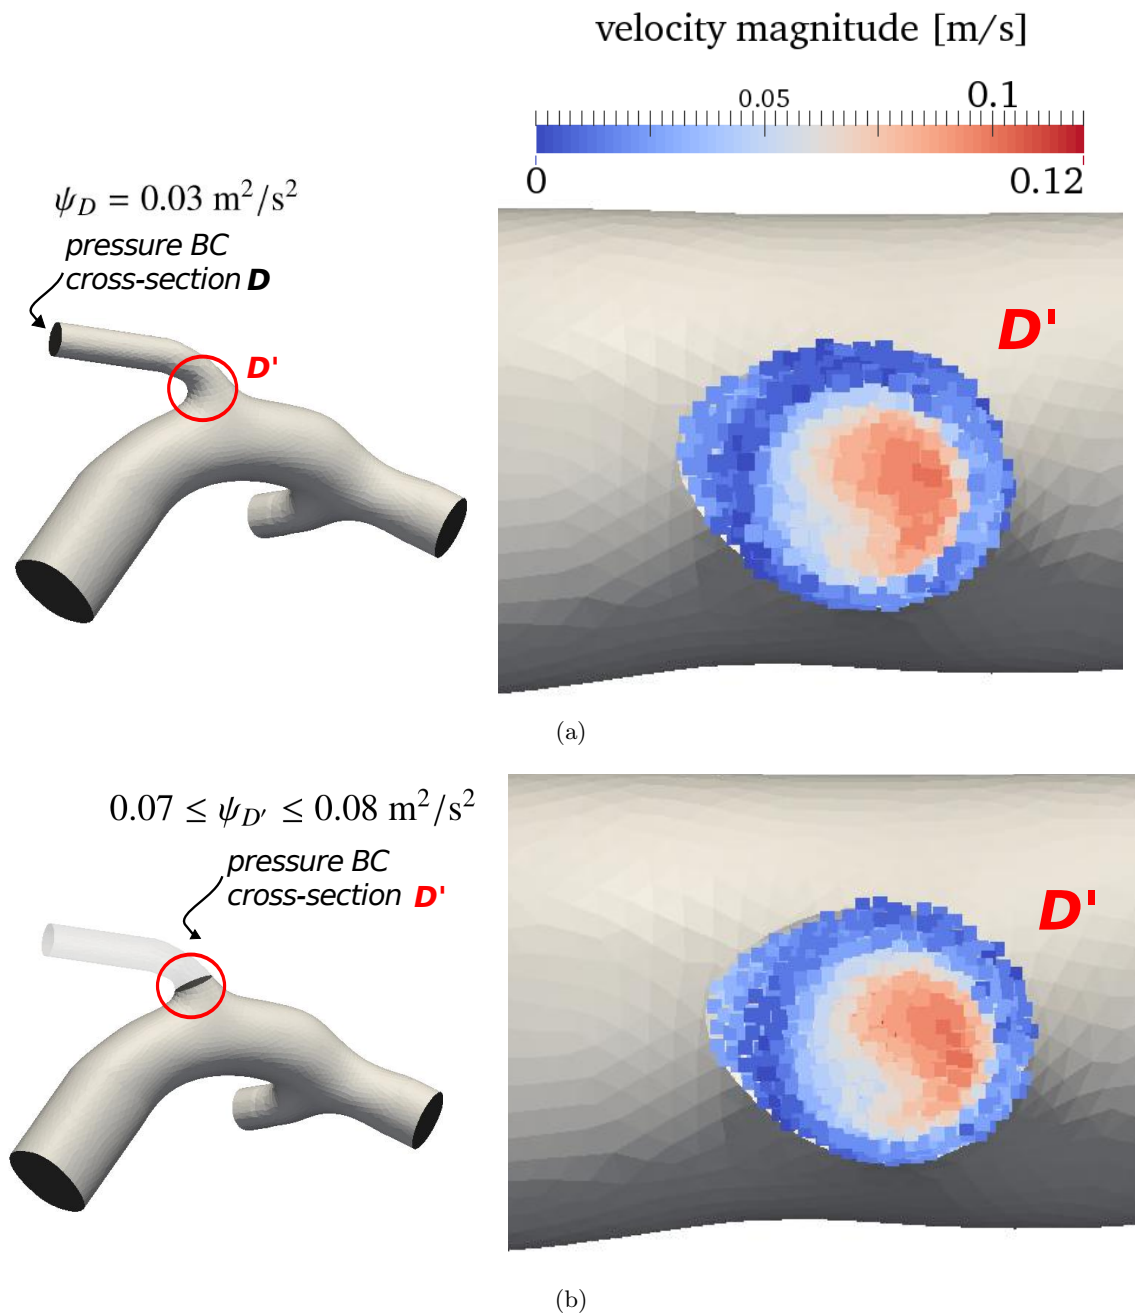 velocity magnitude [m/s]
0.05 0.1
0 0.12
ψ_D = 0.03 m²/s²
pressure BC
cross-section D
D'
D'
(a)
0.07 ≤ ψ_D' ≤ 0.08 m²/s²
pressure BC
cross-section D'
D'
(b)